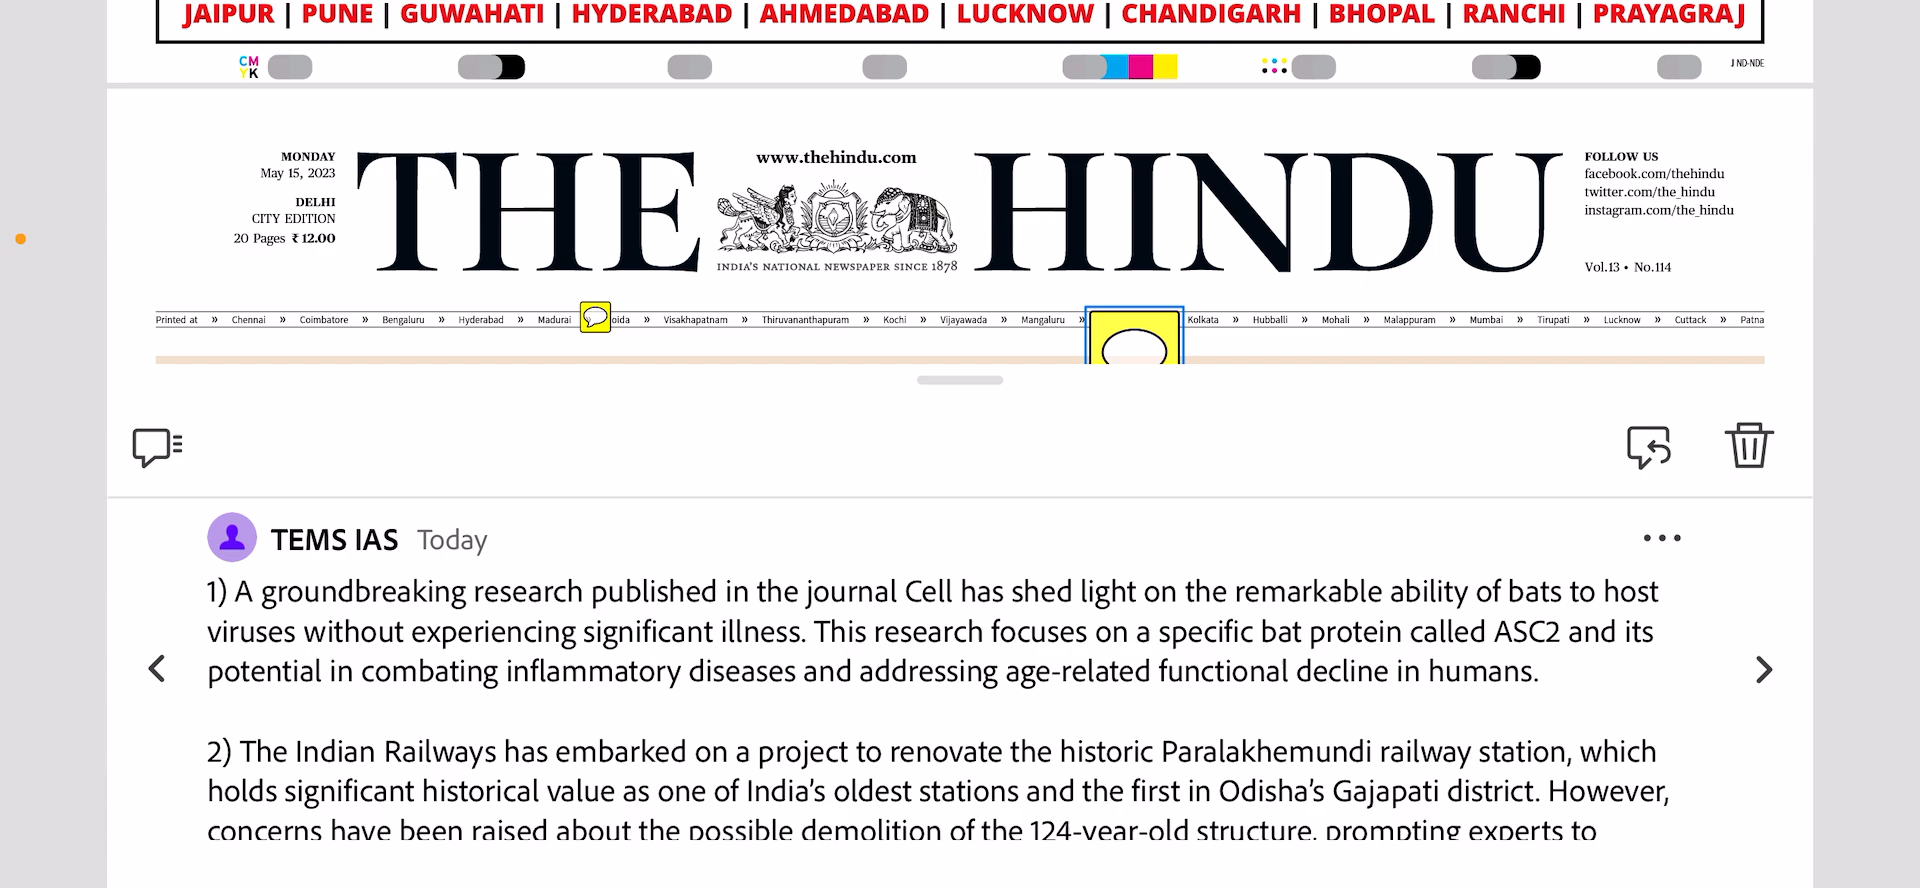 JAIPUR | PUNE | GUWAHATI | HYDERABAD | AHMEDABAD | LUCKNOW | CHANDIGARH | BHOPAL | RANCHI | PRAYAGRAJ
CM
YK
J ND-NDE
MONDAY
May 15, 2023
DELHI
CITY EDITION
20 Pages ₹ 12.00
THE HINDU
www.thehindu.com
INDIA'S NATIONAL NEWSPAPER SINCE 1878
FOLLOW US
facebook.com/thehindu
twitter.com/the_hindu
instagram.com/the_hindu
Vol.13 • No.114
Printed at » Chennai » Coimbatore » Bengaluru » Hyderabad » Madurai oida » Visakhapatnam » Thiruvananthapuram » Kochi » Vijayawada » Mangaluru » Kolkata » Hubballi » Mohali » Malappuram » Mumbai » Tirupati » Lucknow » Cuttack » Patna
TEMS IAS Today
1) A groundbreaking research published in the journal Cell has shed light on the remarkable ability of bats to host
viruses without experiencing significant illness. This research focuses on a specific bat protein called ASC2 and its
potential in combating inflammatory diseases and addressing age-related functional decline in humans.
2) The Indian Railways has embarked on a project to renovate the historic Paralakhemundi railway station, which
holds significant historical value as one of India's oldest stations and the first in Odisha's Gajapati district. However,
concerns have been raised about the possible demolition of the 124-year-old structure, prompting experts to